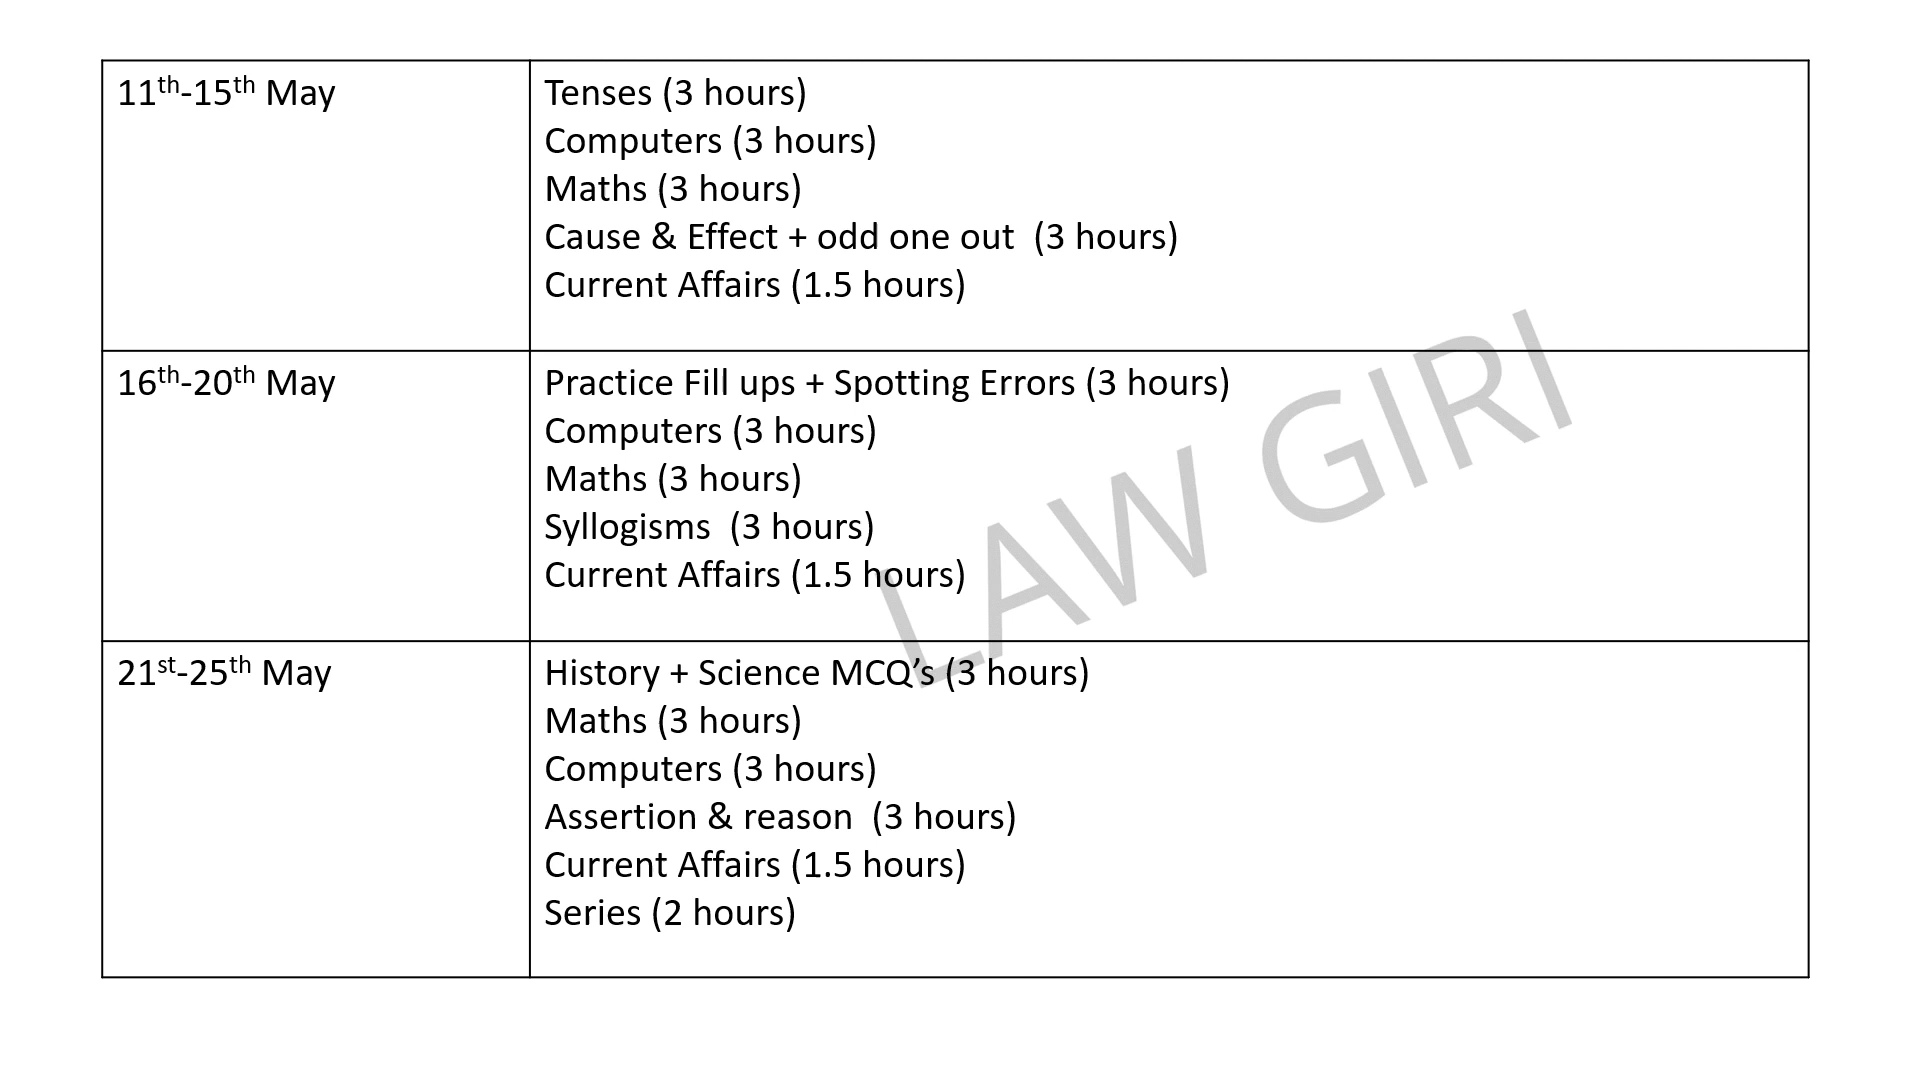 11th-15th May
Tenses (3 hours)
Computers (3 hours)
Maths (3 hours)
Cause & Effect + odd one out  (3 hours)
Current Affairs (1.5 hours)
16th-20th May
Practice Fill ups + Spotting Errors (3 hours)
Computers (3 hours)
Maths (3 hours)
Syllogisms  (3 hours)
Current Affairs (1.5 hours)
21st-25th May
History + Science MCQ’s (3 hours)
Maths (3 hours)
Computers (3 hours)
Assertion & reason  (3 hours)
Current Affairs (1.5 hours)
Series (2 hours)
LAW GIRI